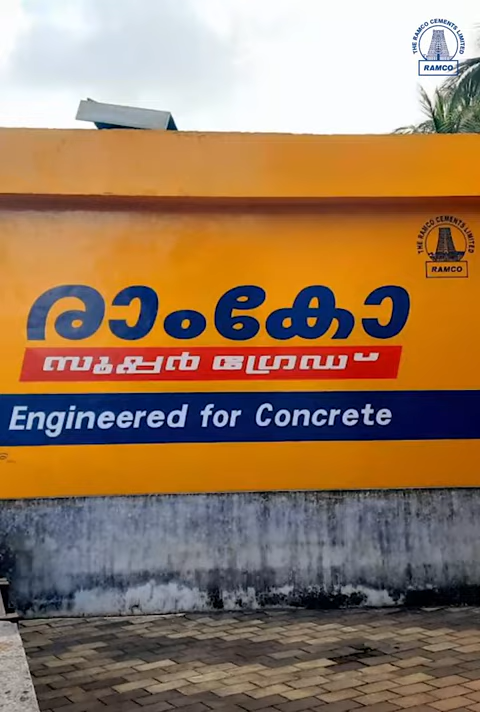 THE RAMCO CEMENTS LIMITED
RAMCO
THE RAMCO CEMENTS LIMITED
RAMCO
രാംകോ
സൂപ്പർ ഗ്രേഡ്
Engineered for Concrete